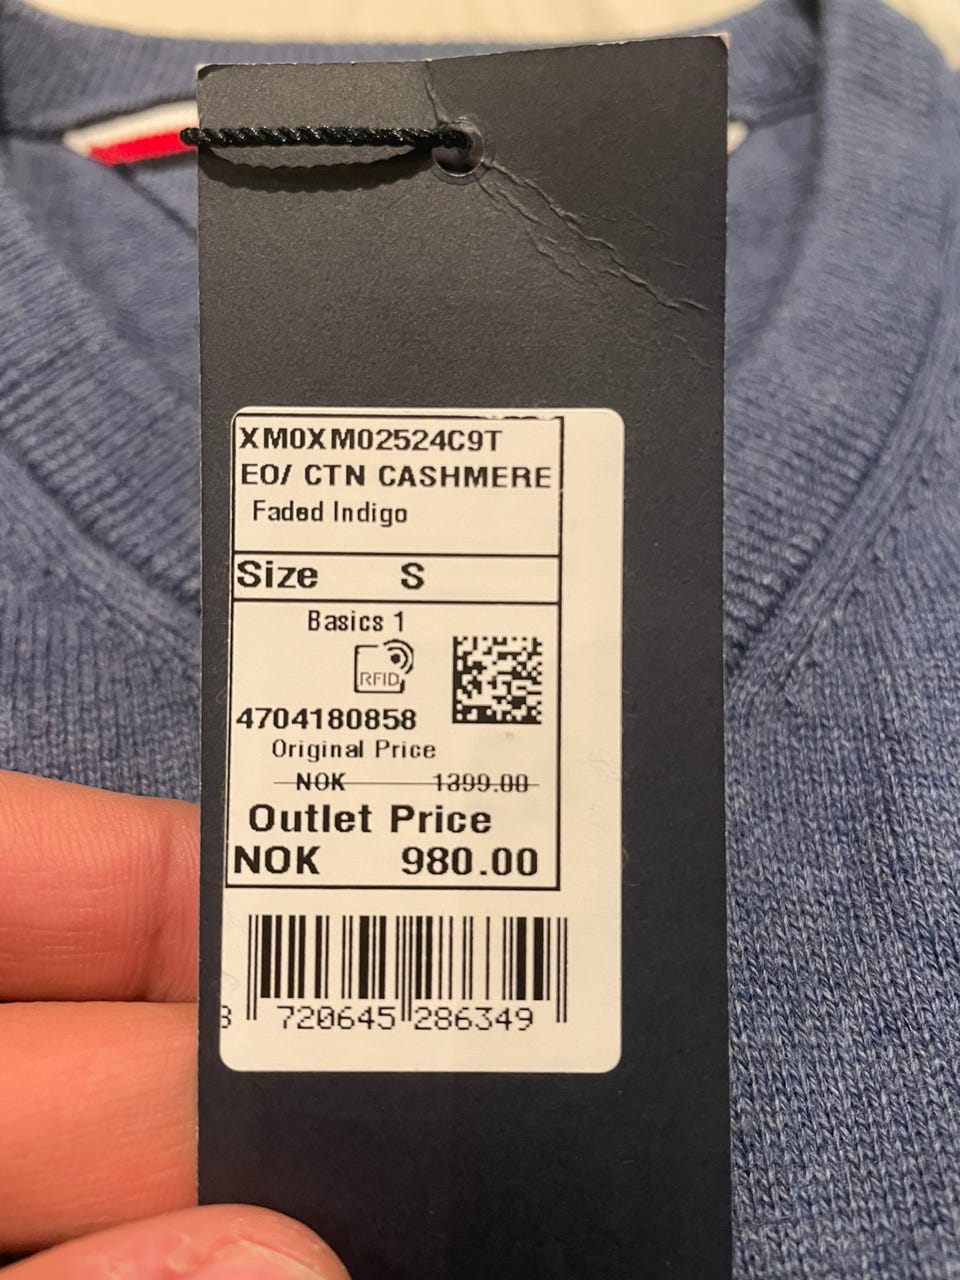 XM0XM02524C9T
EO/ CTN CASHMERE
Faded Indigo
Size S
Basics 1
RFID
4704180858
Original Price
NOK 1399.00
Outlet Price
NOK 980.00
8 720645 286349